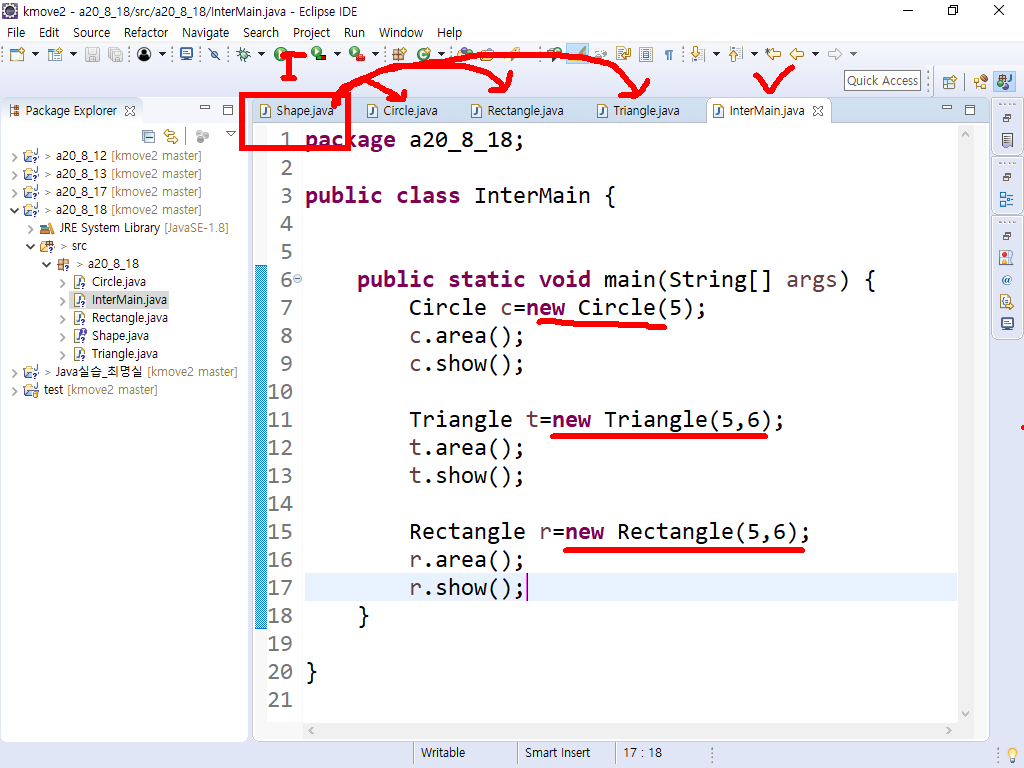 kmove2 - a20_8_18/src/a20_8_18/InterMain.java - Eclipse IDE
File Edit Source Refactor Navigate Search Project Run Window Help
I
Quick Access
Package Explorer
Shape.java Circle.java Rectangle.java Triangle.java InterMain.java
> a20_8_12 [kmove2 master]
> a20_8_13 [kmove2 master]
> a20_8_17 [kmove2 master]
> a20_8_18 [kmove2 master]
JRE System Library [JavaSE-1.8]
> src
> a20_8_18
Circle.java
InterMain.java
Rectangle.java
Shape.java
Triangle.java
> Java실습_최명실 [kmove2 master]
test [kmove2 master]
1 package a20_8_18;
2
3 public class InterMain {
4
5
6 public static void main(String[] args) {
7 Circle c=new Circle(5);
8 c.area();
9 c.show();
10
11 Triangle t=new Triangle(5,6);
12 t.area();
13 t.show();
14
15 Rectangle r=new Rectangle(5,6);
16 r.area();
17 r.show();
18 }
19
20 }
21
Writable Smart Insert 17 : 18